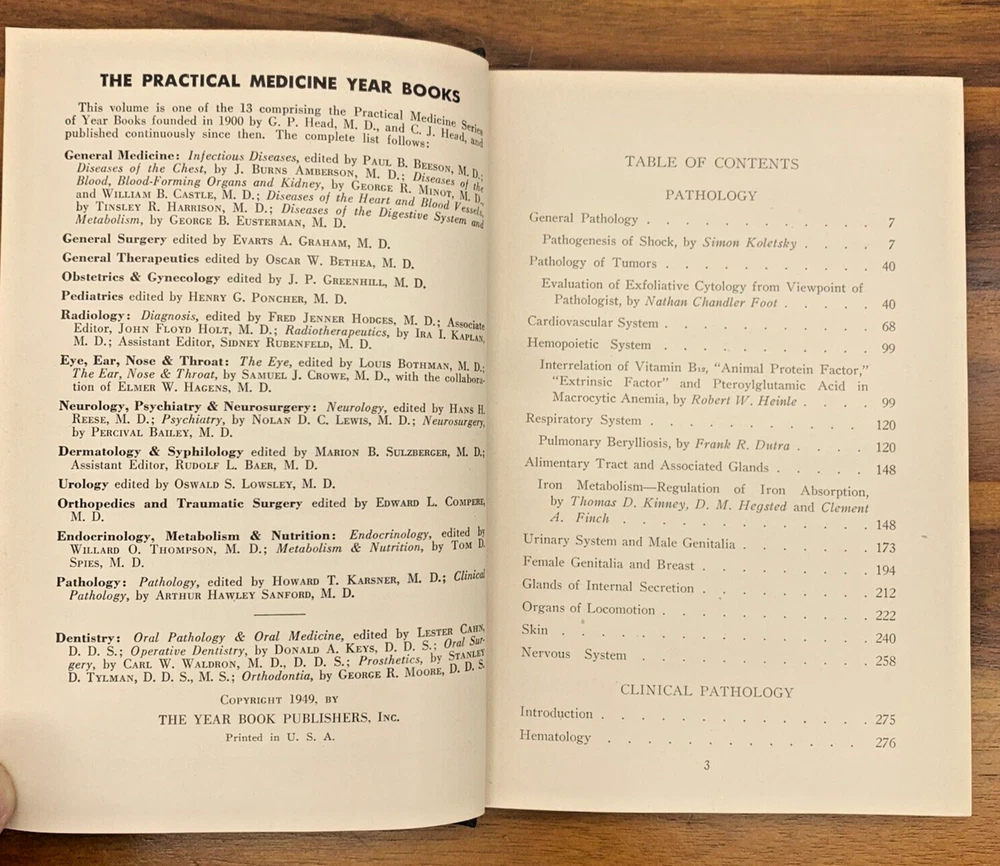 THE PRACTICAL MEDICINE YEAR BOOKS
This volume is one of the 13 comprising the Practical Medicine Series
of Year Books founded in 1900 by G. P. Head, M. D., and C. J. Head, and
published continuously since then. The complete list follows:
General Medicine: Infectious Diseases, edited by Paul B. Beeson, M. D.;
Diseases of the Chest, by J. Burns Amberson, M. D.; Diseases of the
Blood, Blood-Forming Organs and Kidney, by George R. Minot, M. D.,
and William B. Castle, M. D.; Diseases of the Heart and Blood Vessels,
by Tinsley R. Harrison, M. D.; Diseases of the Digestive System and
Metabolism, by George B. Eusterman, M. D.
General Surgery edited by Evarts A. Graham, M. D.
General Therapeutics edited by Oscar W. Bethea, M. D.
Obstetrics & Gynecology edited by J. P. Greenhill, M. D.
Pediatrics edited by Henry G. Poncher, M. D.
Radiology: Diagnosis, edited by Fred Jenner Hodges, M. D.; Associate
Editor, John Floyd Holt, M. D.; Radiotherapeutics, by Ira I. Kaplan,
M. D.; Assistant Editor, Sidney Rubenfeld, M. D.
Eye, Ear, Nose & Throat: The Eye, edited by Louis Bothman, M. D.;
The Ear, Nose & Throat, by Samuel J. Crowe, M. D., with the collabora-
tion of Elmer W. Hagens, M. D.
Neurology, Psychiatry & Neurosurgery: Neurology, edited by Hans H.
Reese, M. D.; Psychiatry, by Nolan D. C. Lewis, M. D.; Neurosurgery,
by Percival Bailey, M. D.
Dermatology & Syphilology edited by Marion B. Sulzberger, M. D.;
Assistant Editor, Rudolf L. Baer, M. D.
Urology edited by Oswald S. Lowsley, M. D.
Orthopedics and Traumatic Surgery edited by Edward L. Compere,
M. D.
Endocrinology, Metabolism & Nutrition: Endocrinology, edited by
Willard O. Thompson, M. D.; Metabolism & Nutrition, by Tom D.
Spies, M. D.
Pathology: Pathology, edited by Howard T. Karsner, M. D.; Clinical
Pathology, by Arthur Hawley Sanford, M. D.
Dentistry: Oral Pathology & Oral Medicine, edited by Lester Cahn,
D. D. S.; Operative Dentistry, by Donald A. Keys, D. D. S.; Oral Sur-
gery, by Carl W. Waldron, M. D., D. D. S.; Prosthetics, by Stanley
D. Tylman, D. D. S., M. S.; Orthodontia, by George R. Moore, D. D. S.
Copyright 1949, by
THE YEAR BOOK PUBLISHERS, Inc.
Printed in U. S. A.
TABLE OF CONTENTS
PATHOLOGY
General Pathology . . . . . . . . . . 7
Pathogenesis of Shock, by Simon Koletsky . . . . 7
Pathology of Tumors . . . . . . . . . . 40
Evaluation of Exfoliative Cytology from Viewpoint of
Pathologist, by Nathan Chandler Foot . . . . 40
Cardiovascular System . . . . . . . . . . 68
Hemopoietic System . . . . . . . . . . 99
Interrelation of Vitamin B₁₂, "Animal Protein Factor,"
"Extrinsic Factor" and Pteroylglutamic Acid in
Macrocytic Anemia, by Robert W. Heinle . . . . 99
Respiratory System . . . . . . . . . . 120
Pulmonary Berylliosis, by Frank R. Dutra . . . . 120
Alimentary Tract and Associated Glands . . . . . 148
Iron Metabolism—Regulation of Iron Absorption,
by Thomas D. Kinney, D. M. Hegsted and Clement
A. Finch . . . . . . . . . . . . 148
Urinary System and Male Genitalia . . . . . . 173
Female Genitalia and Breast . . . . . . . . 194
Glands of Internal Secretion . . . . . . . . 212
Organs of Locomotion . . . . . . . . . 222
Skin . . . . . . . . . . . . . 240
Nervous System . . . . . . . . . . 258
CLINICAL PATHOLOGY
Introduction . . . . . . . . . . . . 275
Hematology . . . . . . . . . . . . 276
3